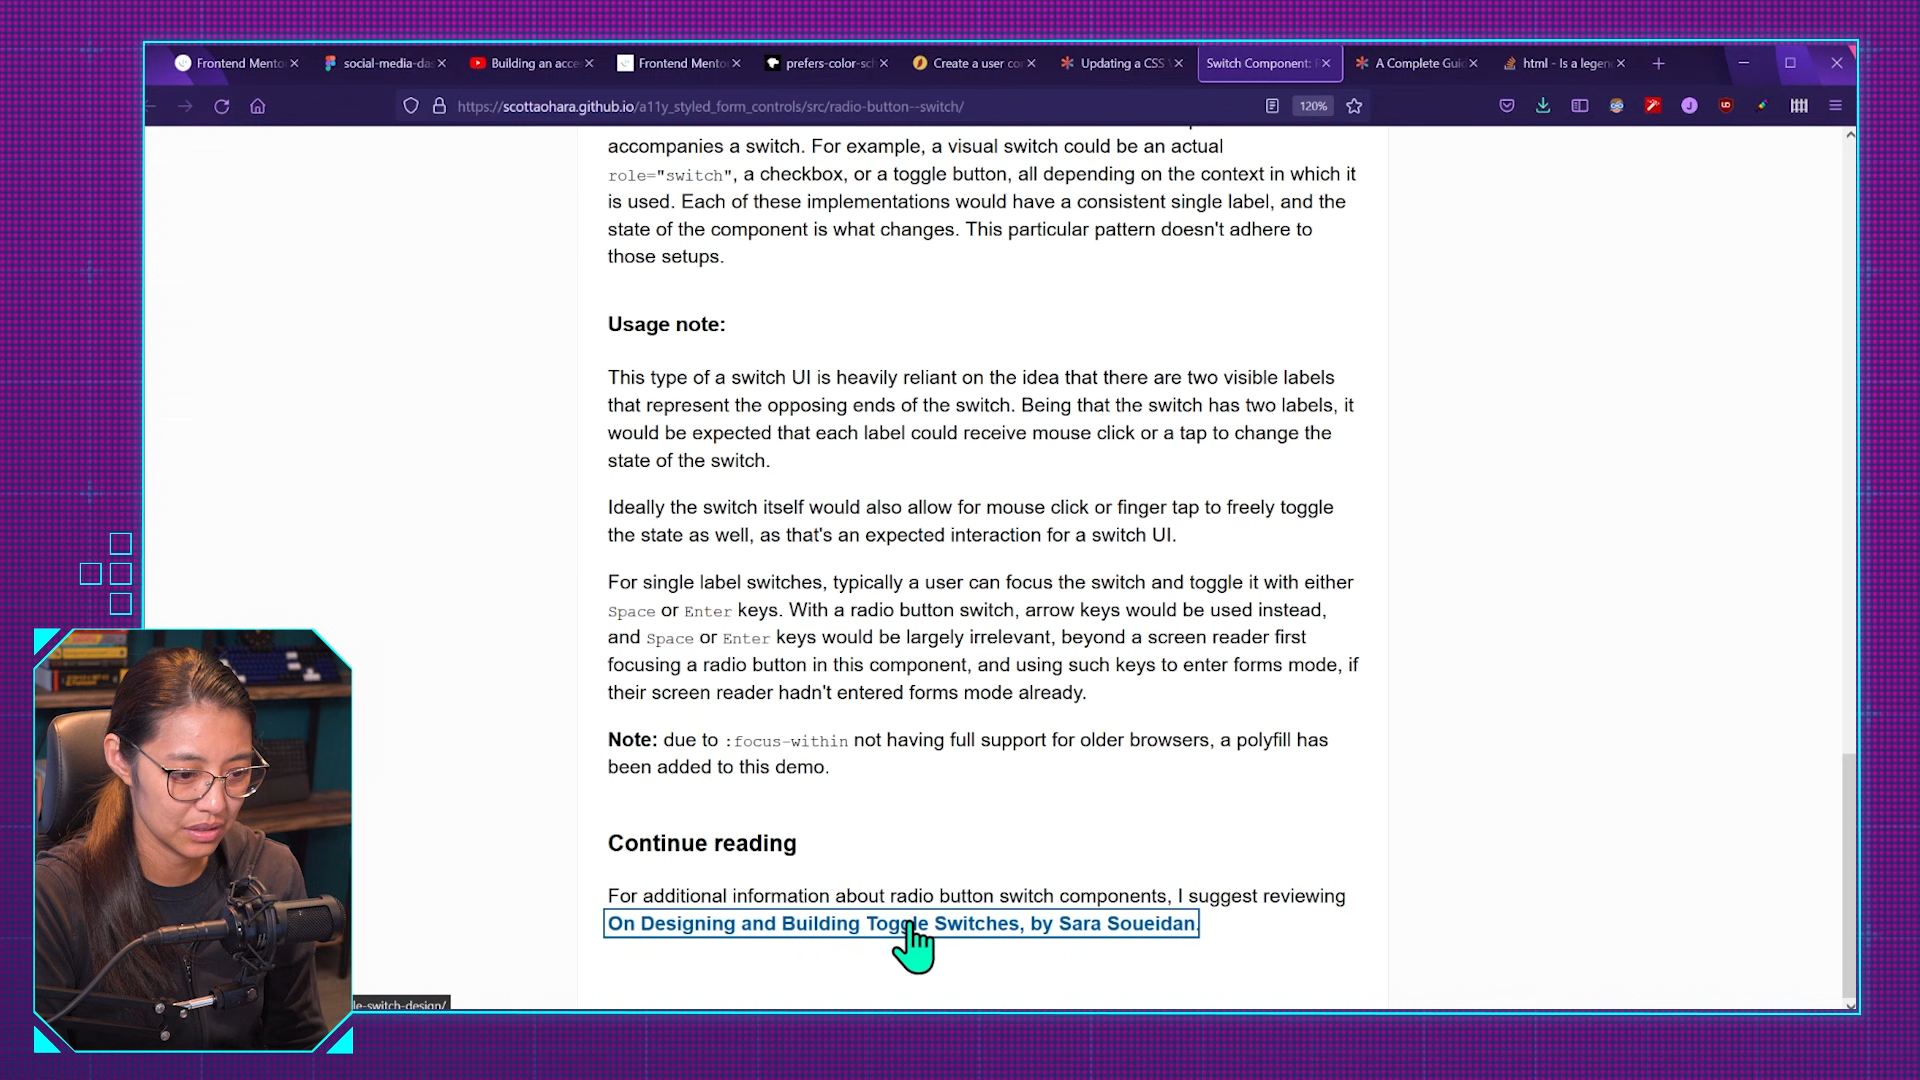 Frontend Mento
social-media-da
Building an acce
Frontend Mento
prefers-color-sch
Create a user co
Updating a CSS V
Switch Component:
A Complete Guid
html - Is a legen
https://scottaohara.github.io/a11y_styled_form_controls/src/radio-button--switch/
120%
accompanies a switch. For example, a visual switch could be an actual
role="switch", a checkbox, or a toggle button, all depending on the context in which it
is used. Each of these implementations would have a consistent single label, and the
state of the component is what changes. This particular pattern doesn't adhere to
those setups.
Usage note:
This type of a switch UI is heavily reliant on the idea that there are two visible labels
that represent the opposing ends of the switch. Being that the switch has two labels, it
would be expected that each label could receive mouse click or a tap to change the
state of the switch.
Ideally the switch itself would also allow for mouse click or finger tap to freely toggle
the state as well, as that's an expected interaction for a switch UI.
For single label switches, typically a user can focus the switch and toggle it with either
Space or Enter keys. With a radio button switch, arrow keys would be used instead,
and Space or Enter keys would be largely irrelevant, beyond a screen reader first
focusing a radio button in this component, and using such keys to enter forms mode, if
their screen reader hadn't entered forms mode already.
Note: due to :focus-within not having full support for older browsers, a polyfill has
been added to this demo.
Continue reading
For additional information about radio button switch components, I suggest reviewing
On Designing and Building Toggle Switches, by Sara Soueidan.
le-switch-design/